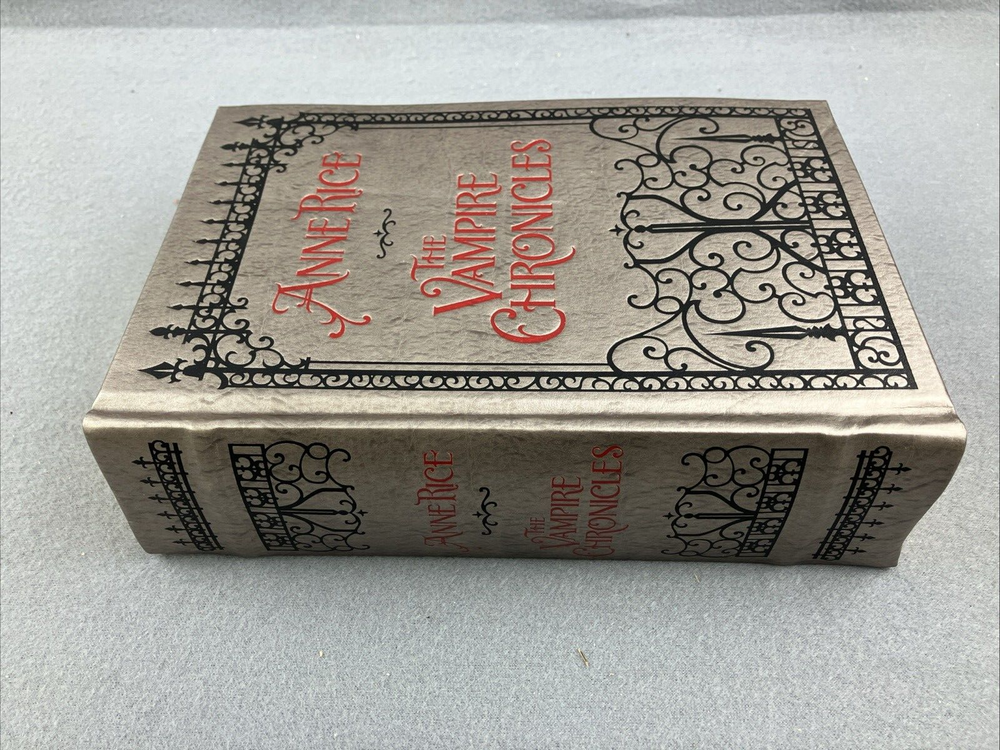 ANNE RICE
THE
VAMPIRE
CHRONICLES
ANNE RICE
THE
VAMPIRE
CHRONICLES